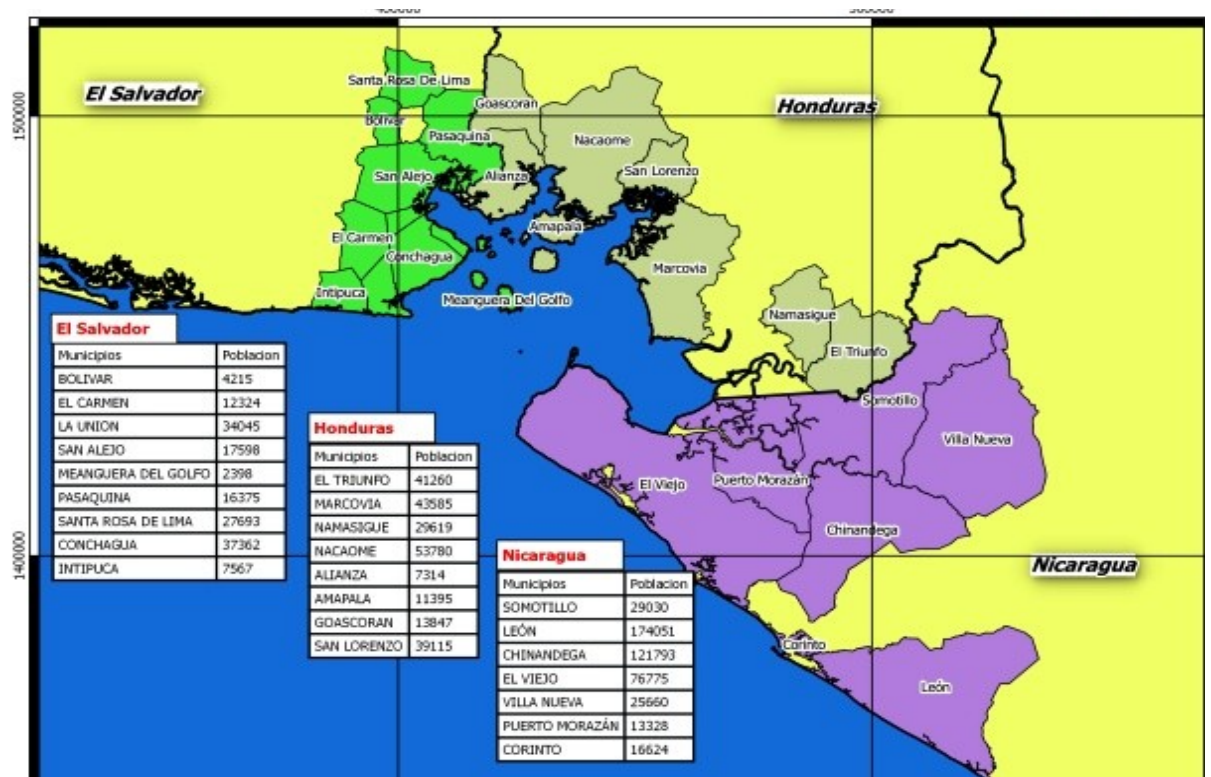 El Salvador
Honduras
Nicaragua
1500000
1400000
Santa Rosa De Lima
Goascoran
Bolivar
Pasaquina
Nacaome
San Alejo
Alianza
San Lorenzo
Amapala
El Carmen
Conchagua
Marcovia
Intipuca
Meanguera Del Golfo
Namasigue
El Triunfo
Somotillo
Villa Nueva
El Viejo
Puerto Morazán
Chinandega
Corinto
León
El Salvador
Municipios Poblacion
BOLIVAR 4215
EL CARMEN 12324
LA UNION 34045
SAN ALEJO 17598
MEANGUERA DEL GOLFO 2398
PASAQUINA 16375
SANTA ROSA DE LIMA 27693
CONCHAGUA 37362
INTIPUCA 7567
Honduras
Municipios Poblacion
EL TRIUNFO 41260
MARCOVIA 43585
NAMASIGUE 29619
NACAOME 53780
ALIANZA 7314
AMAPALA 11395
GOASCORAN 13847
SAN LORENZO 39115
Nicaragua
Municipios Poblacion
SOMOTILLO 29030
LEÓN 174051
CHINANDEGA 121793
EL VIEJO 76775
VILLA NUEVA 25660
PUERTO MORAZÁN 13328
CORINTO 16624